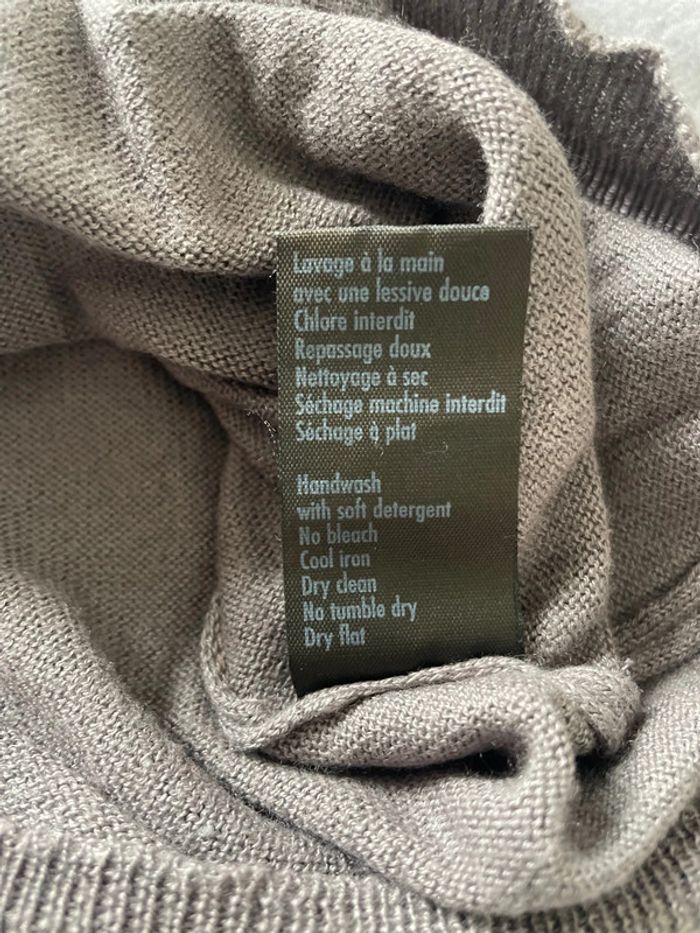 Lavage à la main
avec une lessive douce
Chlore interdit
Repassage doux
Nettoyage à sec
Séchage machine interdit
Séchage à plat
Handwash
with soft detergent
No bleach
Cool iron
Dry clean
No tumble dry
Dry flat